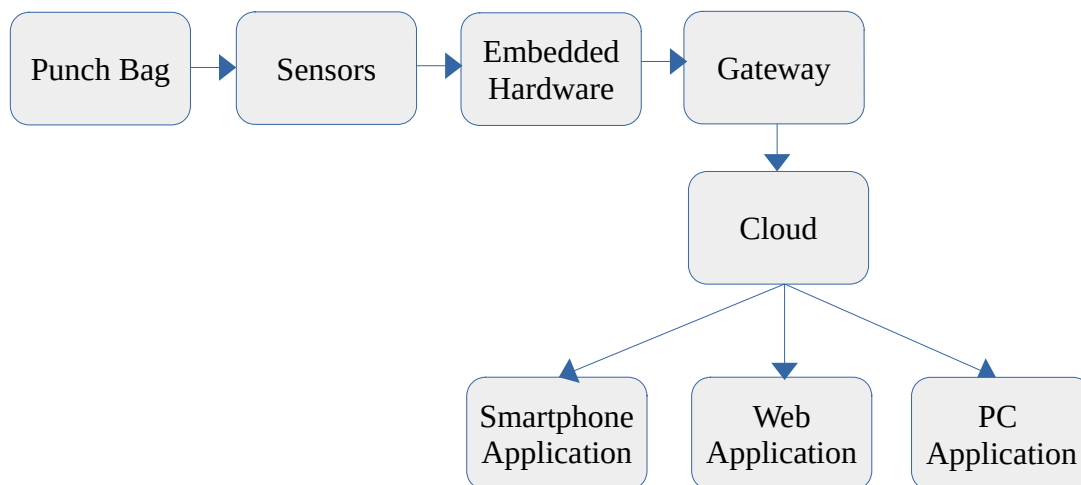 Punch Bag
Sensors
Embedded
Hardware
Gateway
Cloud
Smartphone
Application
Web
Application
PC
Application